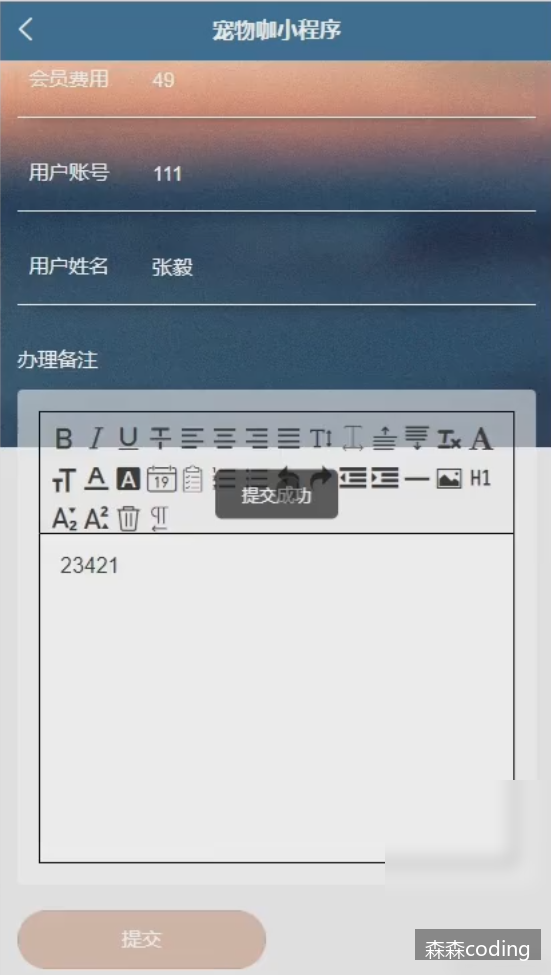 宠物咖小程序
会员费用 49
用户账号 111
用户姓名 张毅
办理备注
B I U T T A
T A A 19 H1
A2 A2
提交成功
23421
提交
森森coding